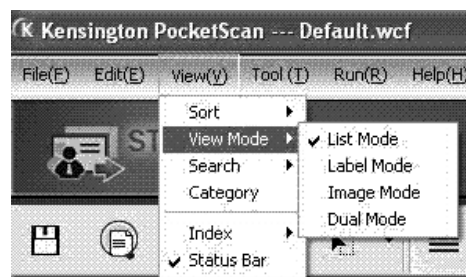 Kensington PocketScan --- Default.wcf
File(F) Edit(E) View(V) Tool (T) Run(R) Help(H)
ST
Sort
View Mode
Search
Category
Index
Status Bar
List Mode
Label Mode
Image Mode
Dual Mode